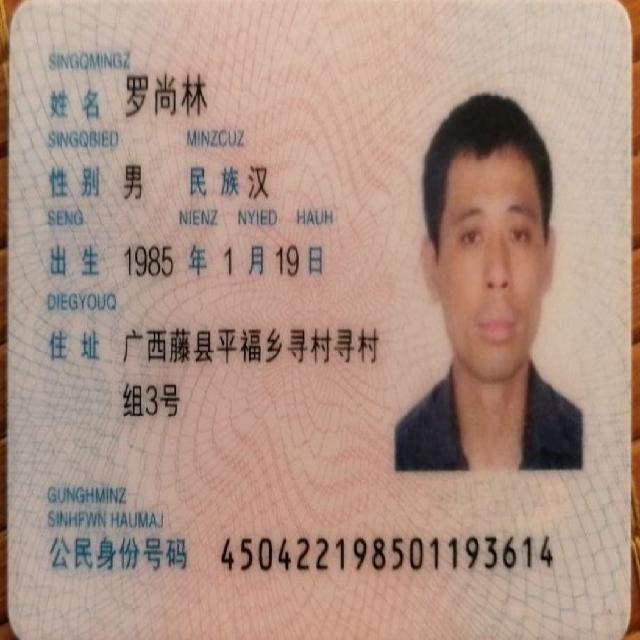 SINGQMINGZ
姓名 罗尚林
SINGQBIED MINZCUZ
性别 男 民族 汉
SENG NIENZ NYIED HAUH
出生 1985 年 1 月 19 日
DIEGYOUQ
住址 广西藤县平福乡寻村寻村
组3号
GUNGHMINZ
SINHFWN HAUMAJ
公民身份号码 450422198501193614